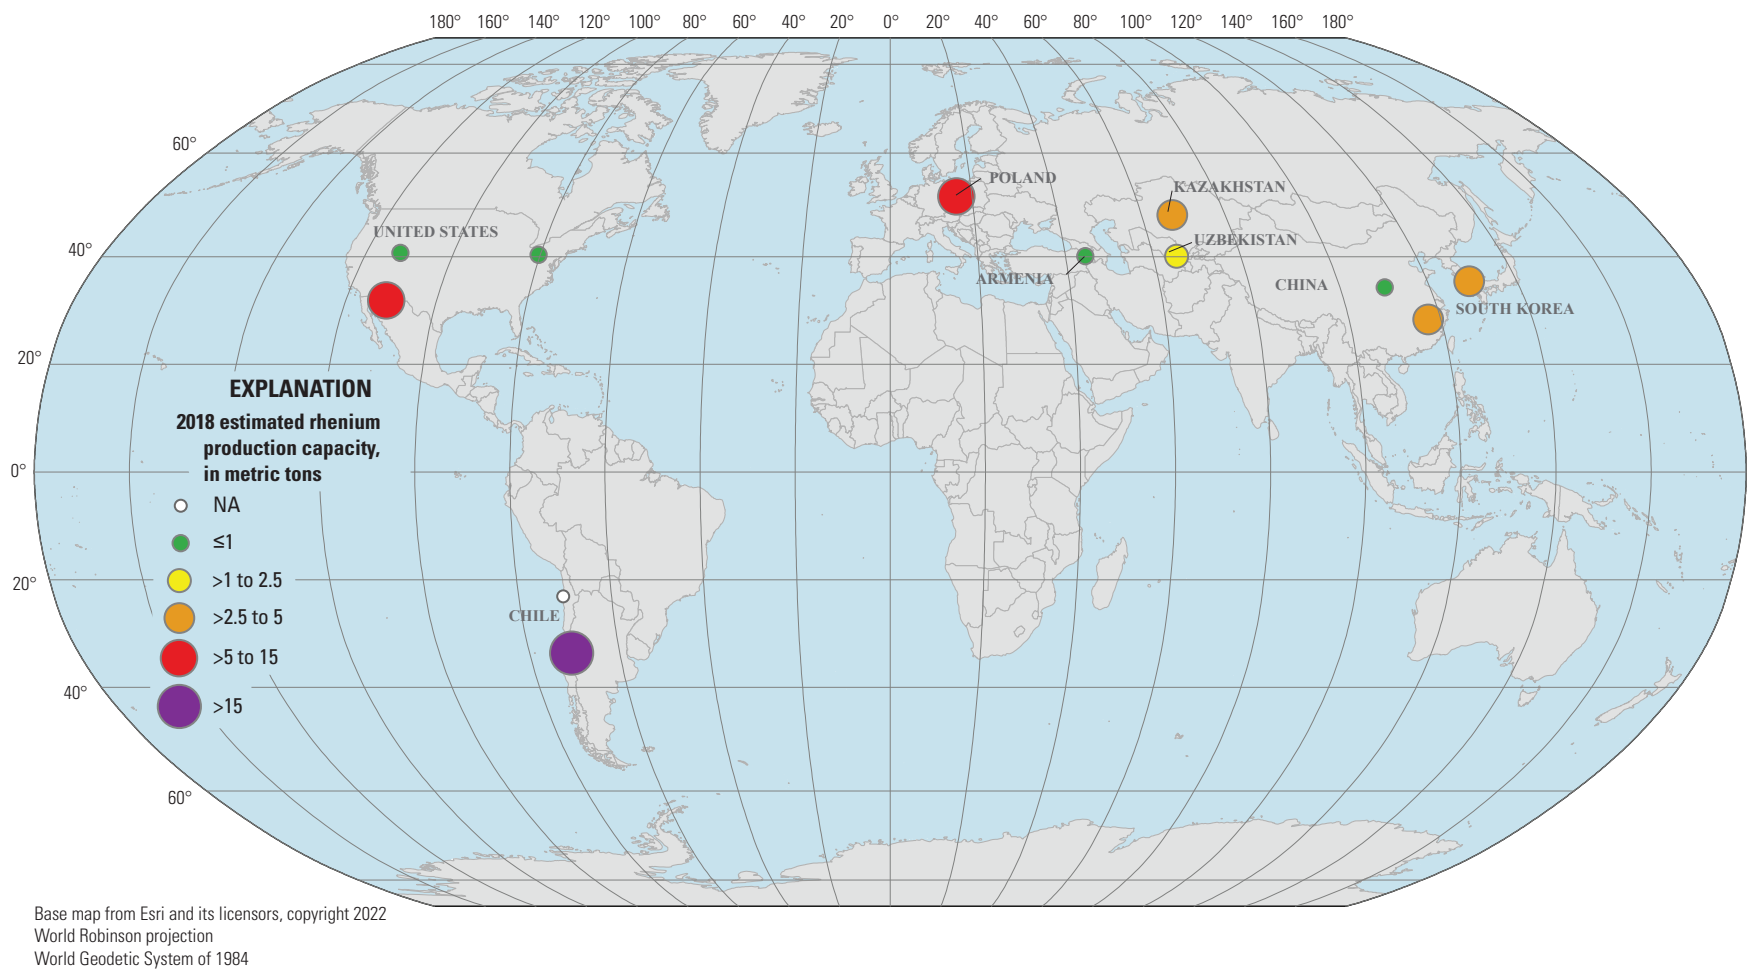 180° 160° 140° 120° 100° 80° 60° 40° 20° 0° 20° 40° 60° 80° 100° 120° 140° 160° 180°
60°
40°
20°
0°
20°
40°
60°
POLAND
KAZAKHSTAN
UNITED STATES
UZBEKISTAN
ARMENIA
CHINA
SOUTH KOREA
CHILE
EXPLANATION
2018 estimated rhenium
production capacity,
in metric tons
NA
≤1
>1 to 2.5
>2.5 to 5
>5 to 15
>15
Base map from Esri and its licensors, copyright 2022
World Robinson projection
World Geodetic System of 1984